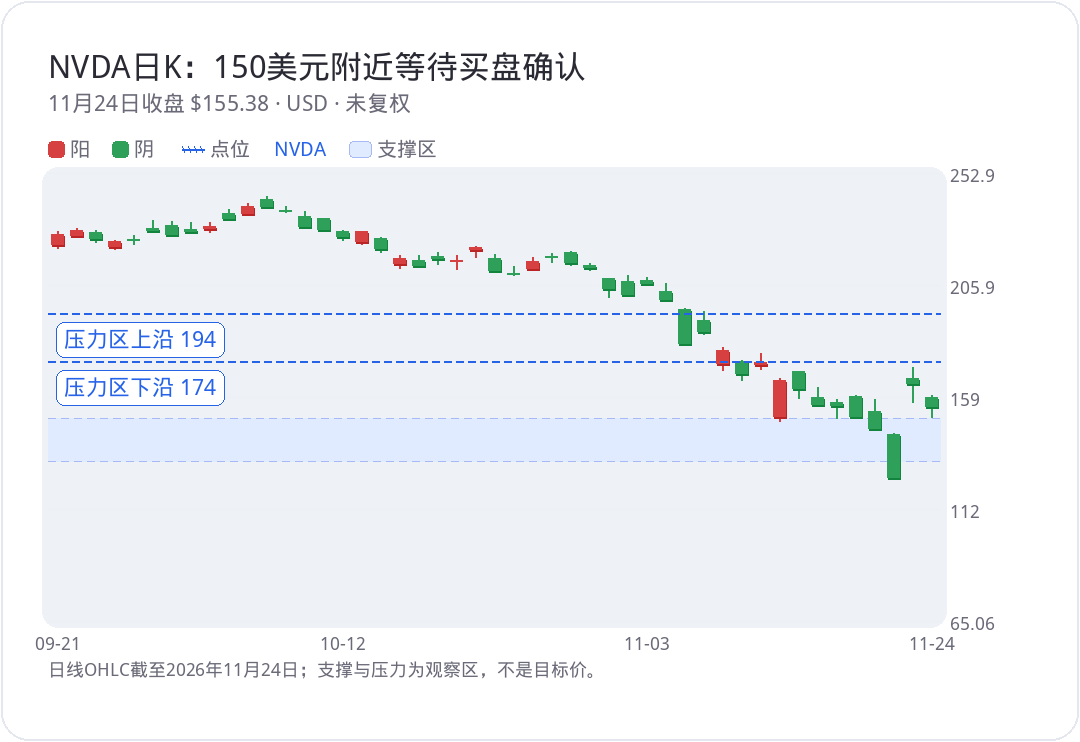 NVDA日K：150美元附近等待买盘确认
11月24日收盘 $155.38 · USD · 未复权
阳 阴 点位 NVDA 支撑区
252.9
205.9
压力区上沿 194
压力区下沿 174
159
112
65.06
09-21 10-12 11-03 11-24
日线OHLC截至2026年11月24日；支撑与压力为观察区，不是目标价。